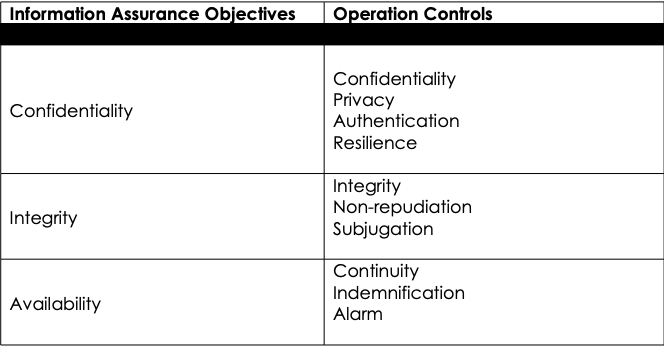 Information Assurance Objectives
Operation Controls
Confidentiality
Confidentiality
Privacy
Authentication
Resilience
Integrity
Integrity
Non-repudiation
Subjugation
Availability
Continuity
Indemnification
Alarm